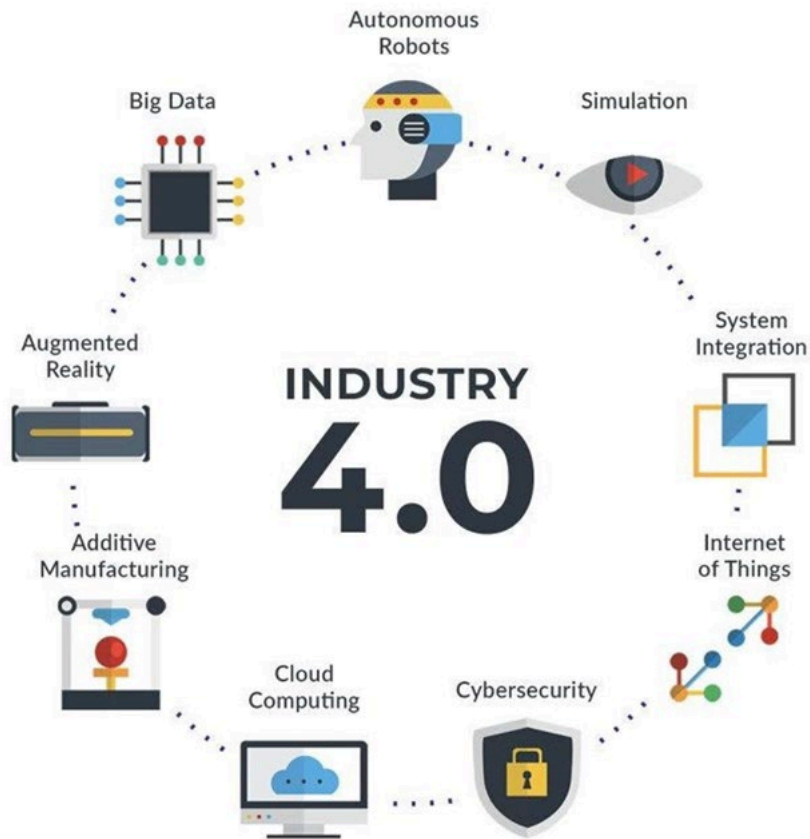 Autonomous
Robots
Big Data
Simulation
System
Integration
Augmented
Reality
INDUSTRY
4.0
Internet
of Things
Additive
Manufacturing
Cloud
Computing
Cybersecurity